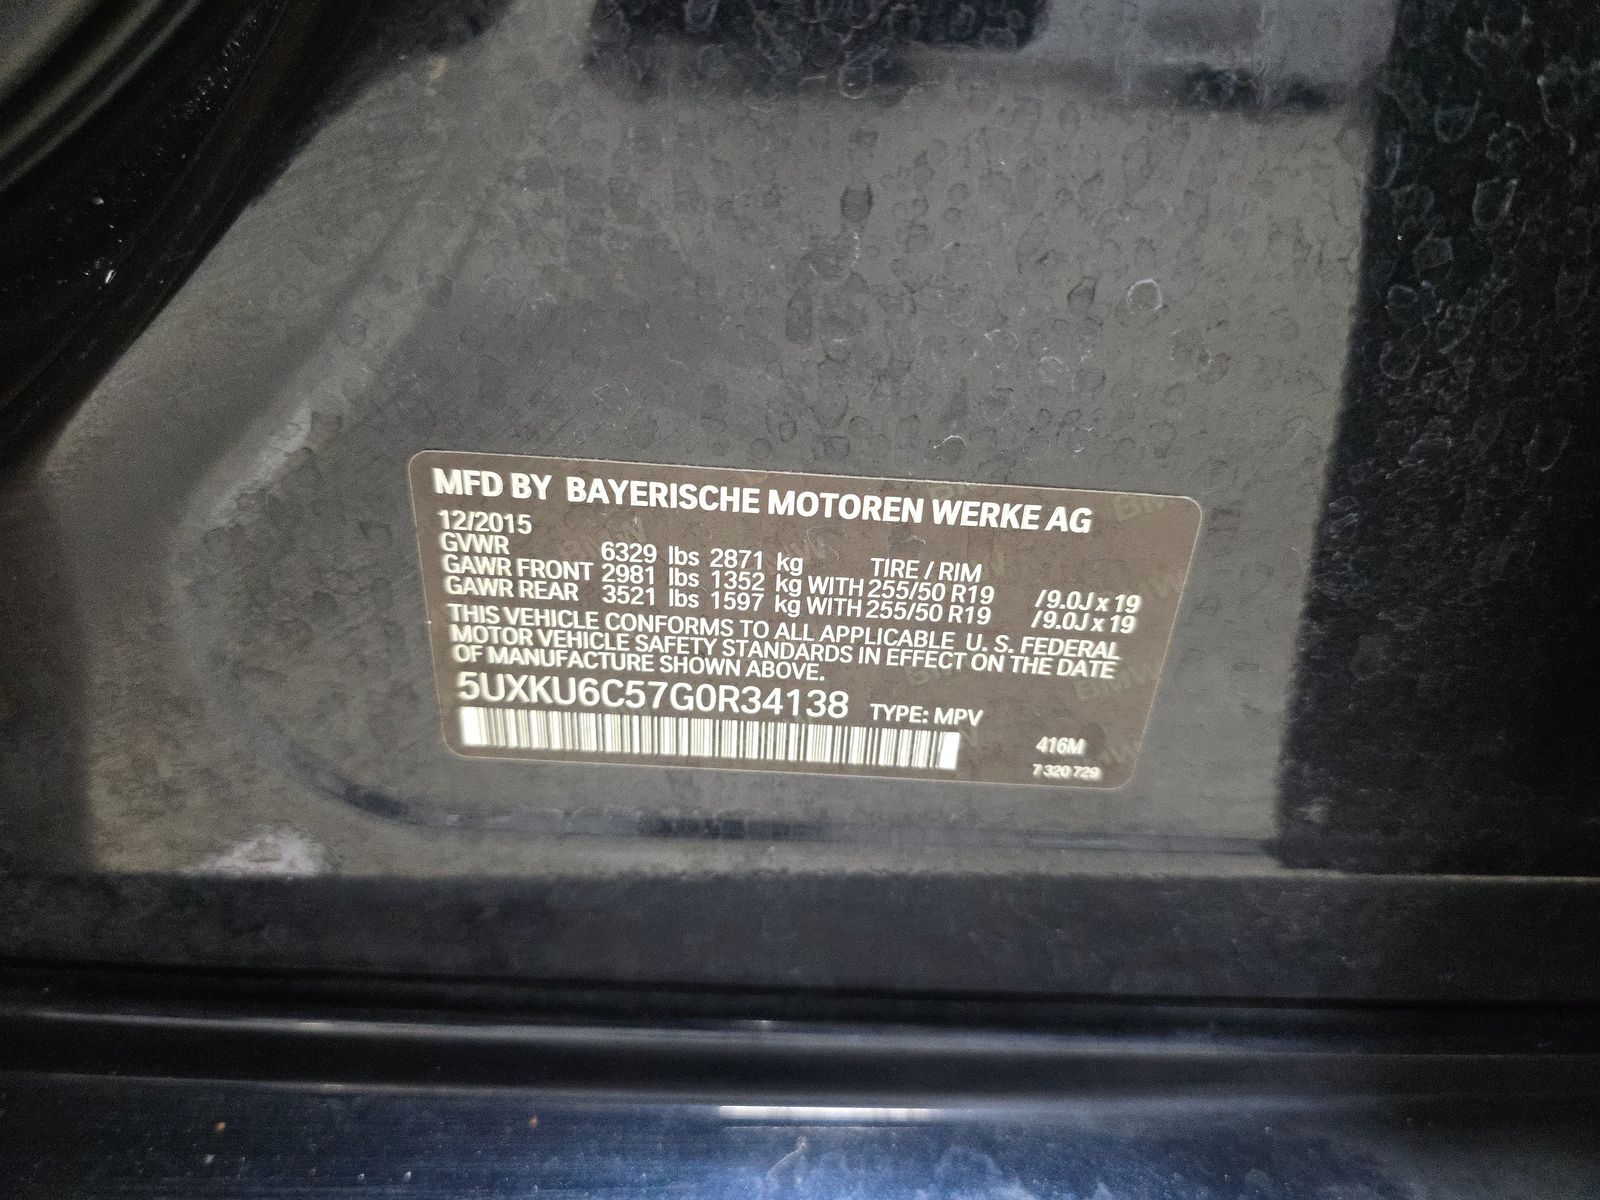 MFD BY BAYERISCHE MOTOREN WERKE AG
12/2015
GVWR 6329 lbs 2871 kg TIRE / RIM
GAWR FRONT 2981 lbs 1352 kg WITH 255/50 R19 / 9.0J x 19
GAWR REAR 3521 lbs 1597 kg WITH 255/50 R19 / 9.0J x 19
THIS VEHICLE CONFORMS TO ALL APPLICABLE U. S. FEDERAL
MOTOR VEHICLE SAFETY STANDARDS IN EFFECT ON THE DATE
OF MANUFACTURE SHOWN ABOVE.
5UXKU6C57G0R34138 TYPE: MPV
416M
7 320 729